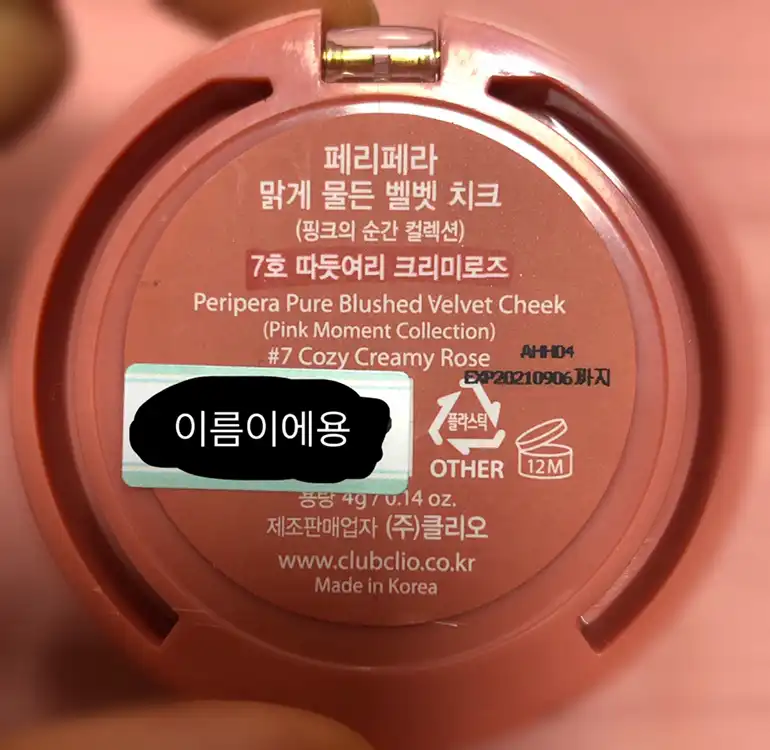 페리페라
맑게 물든 벨벳 치크
(핑크의 순간 컬렉션)
7호 따듯여리 크리미로즈
Peripera Pure Blushed Velvet Cheek
(Pink Moment Collection)
#7 Cozy Creamy Rose
AHH04
EXP20210906까지
이름이에용
플라스틱
OTHER
12M
용량 4g / 0.14 oz.
제조판매업자 (주)클리오
www.clubclio.co.kr
Made in Korea